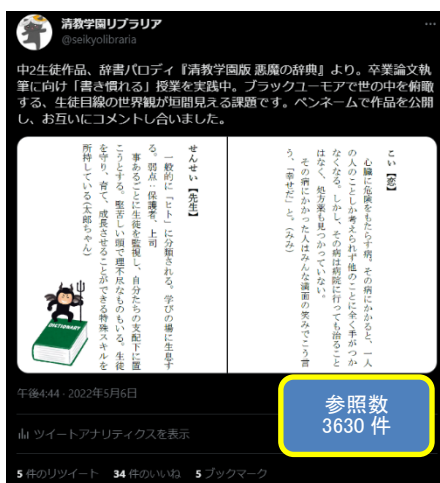 清教学園リブラリア
@seikyolibraria
中2生徒作品、辞書パロディ『清教学園版 悪魔の辞典』より。卒業論文執
筆に向け「書き慣れる」授業を実践中。ブラックユーモアで世の中を俯瞰
する、生徒目線の世界観が垣間見える課題です。ペンネームで作品を公開
し、お互いにコメントし合いました。
こい【恋】
心臓に危険をもたらす病。その病にかかると、一人
の人のことしか考えられず他のことに全く手がつか
なくなる。しかし、その病は病院に行っても治ること
はなく、処方薬も見つかっていない。
その病にかかった人はみんな満面の笑みでこう言
う、「幸せだ」と。（みみ）
せんせい【先生】
一般的に「ヒト」に分類される。学びの場に生息す
る。弱点：保護者、上司
事あるごとに生徒を監視し、自分たちの支配下に置
こうとする。堅苦しい頭で理不尽なものもいる。生徒
を守り、育て、成長させることができる特殊スキルを
所持している（太郎ちゃん）
DICTIONARY
午後4:44 · 2022年5月6日
参照数
3630 件
ツイートアナリティクスを表示
5 件のリツイート 34 件のいいね 5 ブックマーク